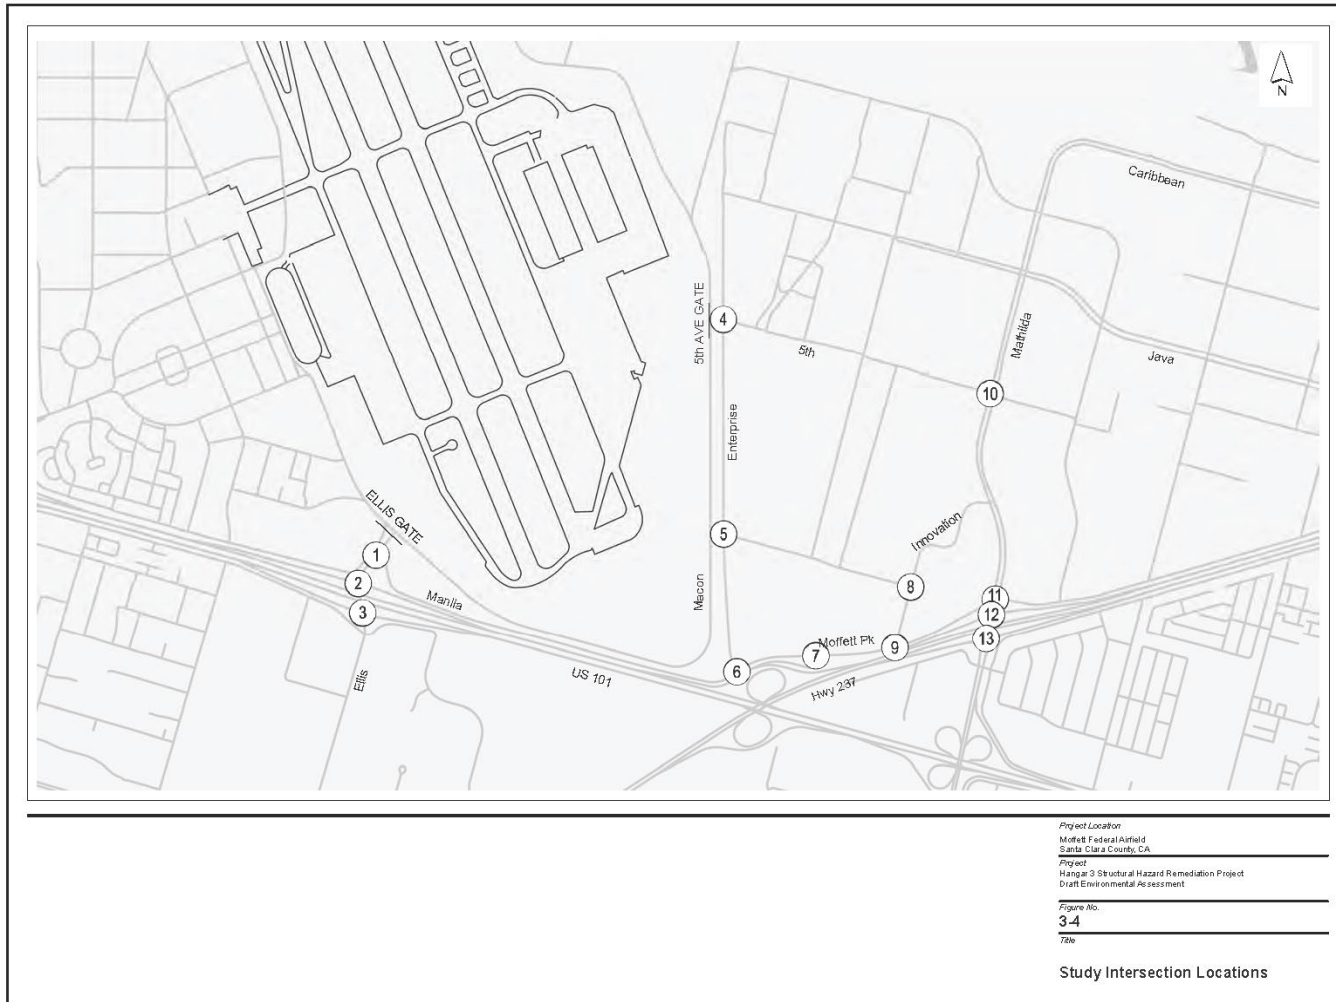 N
Caribbean
5th AVE GATE
4
5th
Mathilda
Java
10
Enterprise
ELLIS GATE
1
2
3
Manila
Ellis
US 101
5
Macon
Innovation
8
11
12
13
Moffett Pk
9
7
6
Hwy 237
Project Location
Moffett Federal Airfield
Santa Clara County, CA
Project
Hangar 3 Structural Hazard Remediation Project
Draft Environmental Assessment
Figure No.
3-4
Title
Study Intersection Locations